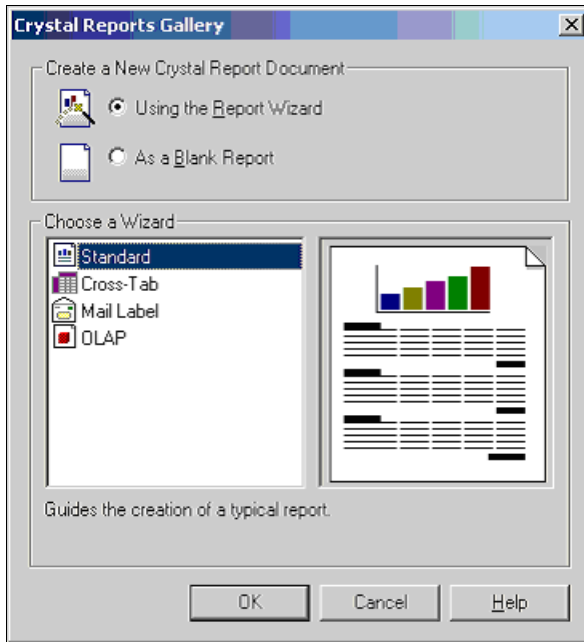 Crystal Reports Gallery
Create a New Crystal Report Document
Using the Report Wizard
As a Blank Report
Choose a Wizard
Standard
Cross-Tab
Mail Label
OLAP
Guides the creation of a typical report.
OK Cancel Help